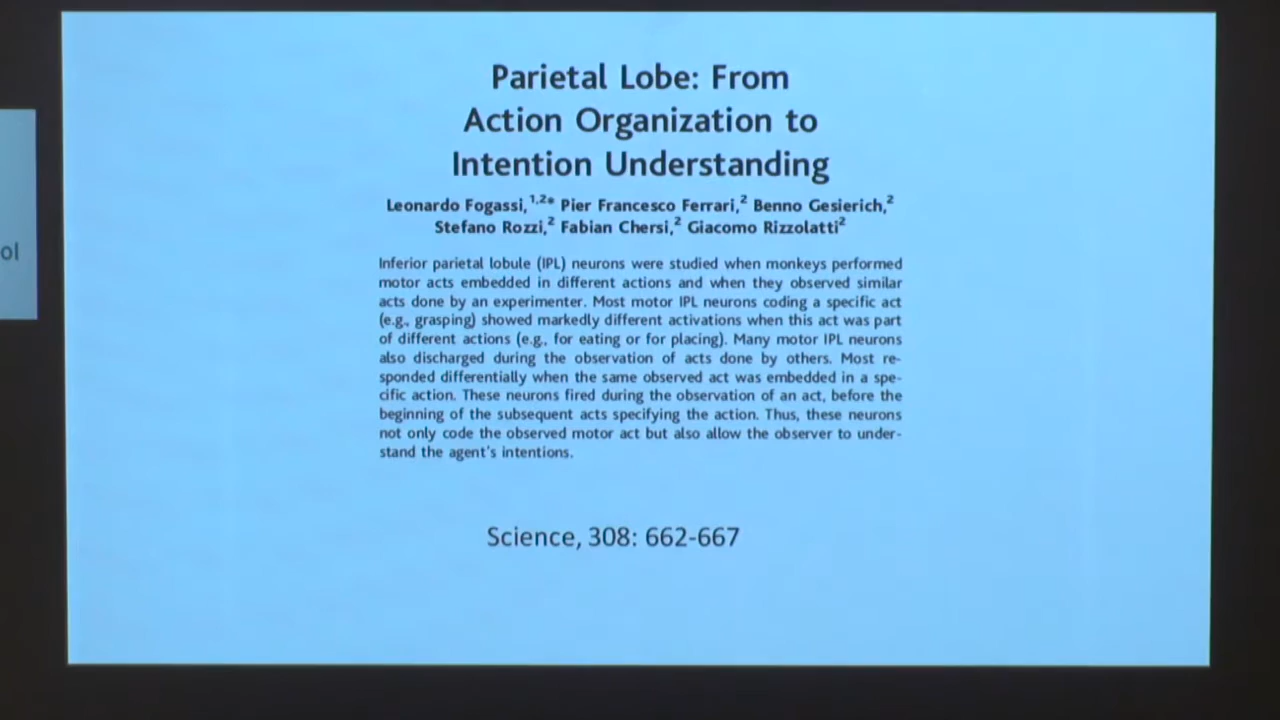 Parietal Lobe: From
Action Organization to
Intention Understanding
Leonardo Fogassi,1,2* Pier Francesco Ferrari,2 Benno Gesierich,2
Stefano Rozzi,2 Fabian Chersi,2 Giacomo Rizzolatti2
Inferior parietal lobule (IPL) neurons were studied when monkeys performed
motor acts embedded in different actions and when they observed similar
acts done by an experimenter. Most motor IPL neurons coding a specific act
(e.g., grasping) showed markedly different activations when this act was part
of different actions (e.g., for eating or for placing). Many motor IPL neurons
also discharged during the observation of acts done by others. Most re-
sponded differentially when the same observed act was embedded in a spe-
cific action. These neurons fired during the observation of an act, before the
beginning of the subsequent acts specifying the action. Thus, these neurons
not only code the observed motor act but also allow the observer to under-
stand the agent's intentions.
Science, 308: 662-667
ol